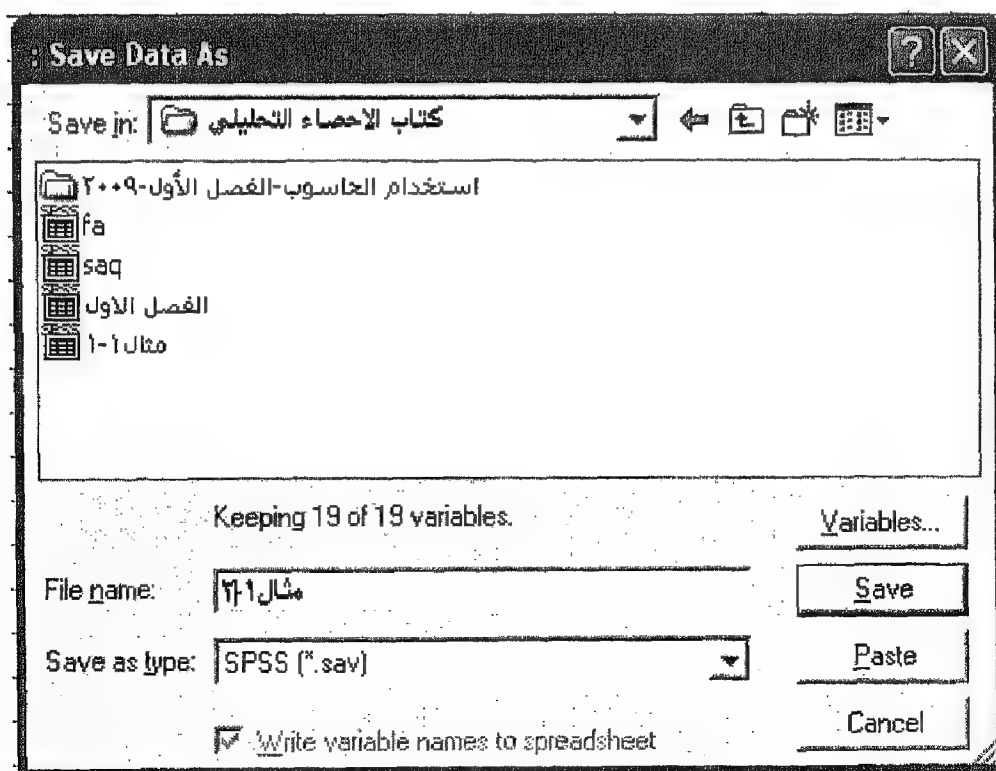 : Save Data As
Save in: كتاب الاحصاء التحليلي
استخدام الحاسوب-الفصل الأول-٢٠٠٩
fa
saq
الفصل الاول
مثال١-١
Keeping 19 of 19 variables.
Variables...
File name: مثال١-٢
Save
Save as type: SPSS (*.sav)
Paste
Write variable names to spreadsheet
Cancel